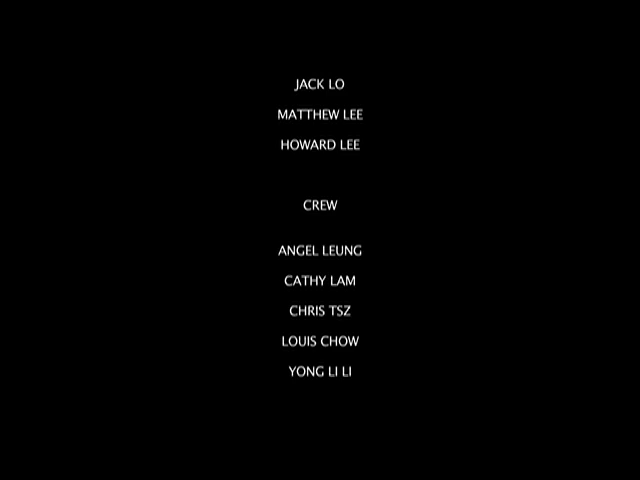 JACK LO
MATTHEW LEE
HOWARD LEE
CREW
ANGEL LEUNG
CATHY LAM
CHRIS TSZ
LOUIS CHOW
YONG LI LI